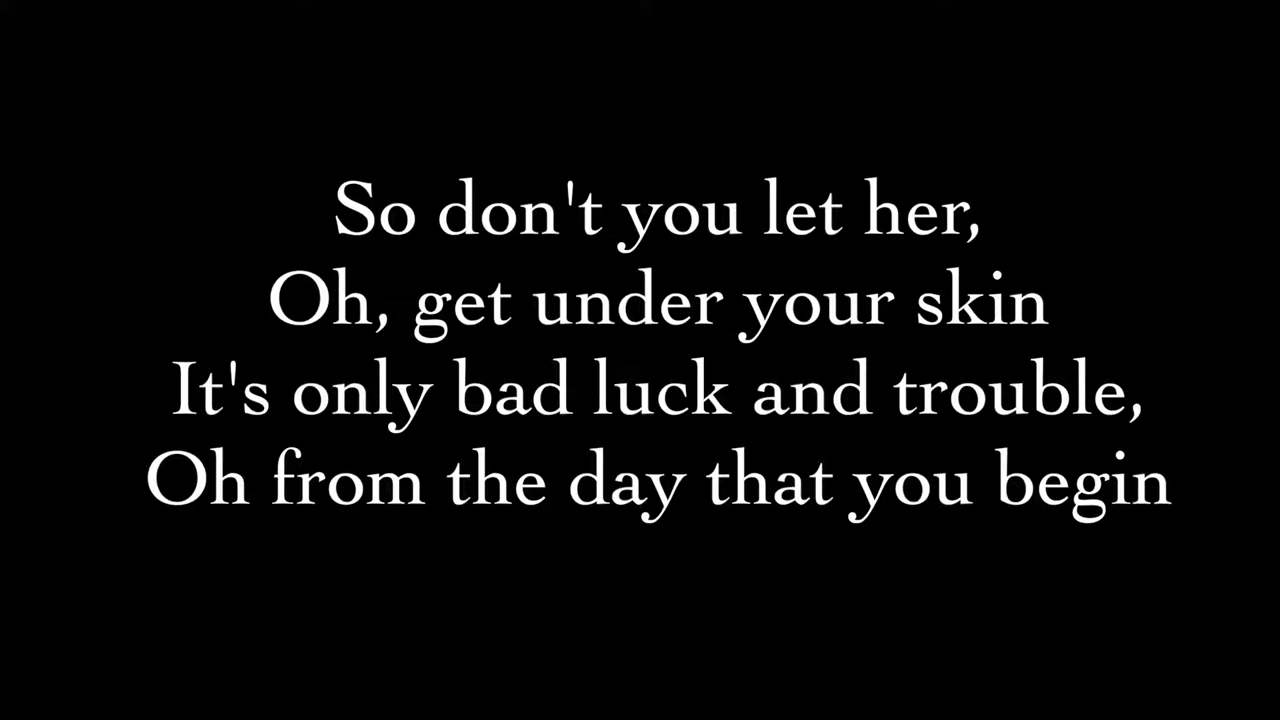 So don't you let her,
Oh, get under your skin
It's only bad luck and trouble,
Oh from the day that you begin